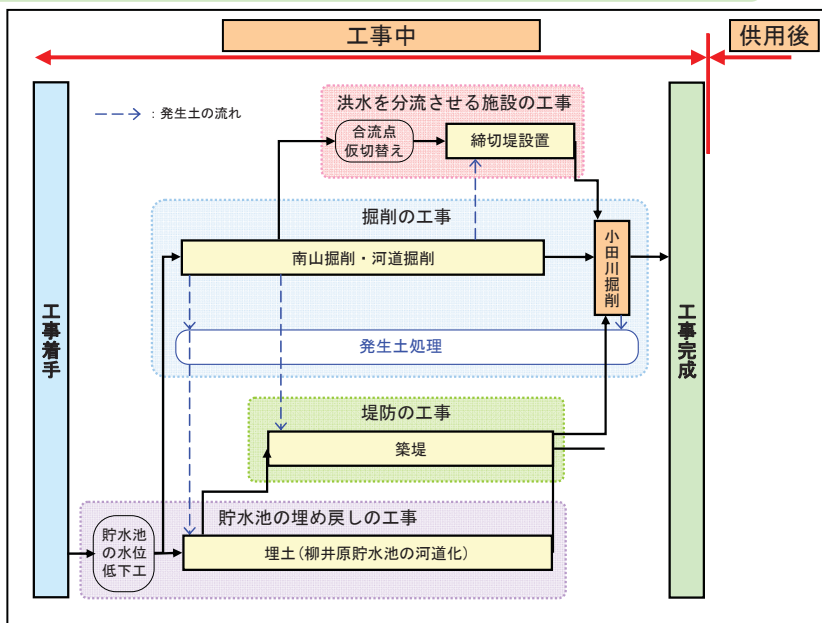 工事中
供用後
:発生土の流れ
洪水を分流させる施設の工事
合流点
仮切替え
締切堤設置
掘削の工事
南山掘削・河道掘削
小田川掘削
発生土処理
工事着手
工事完成
堤防の工事
築堤
貯水池の埋め戻しの工事
貯水池
の水位
低下工
埋土(柳井原貯水池の河道化)